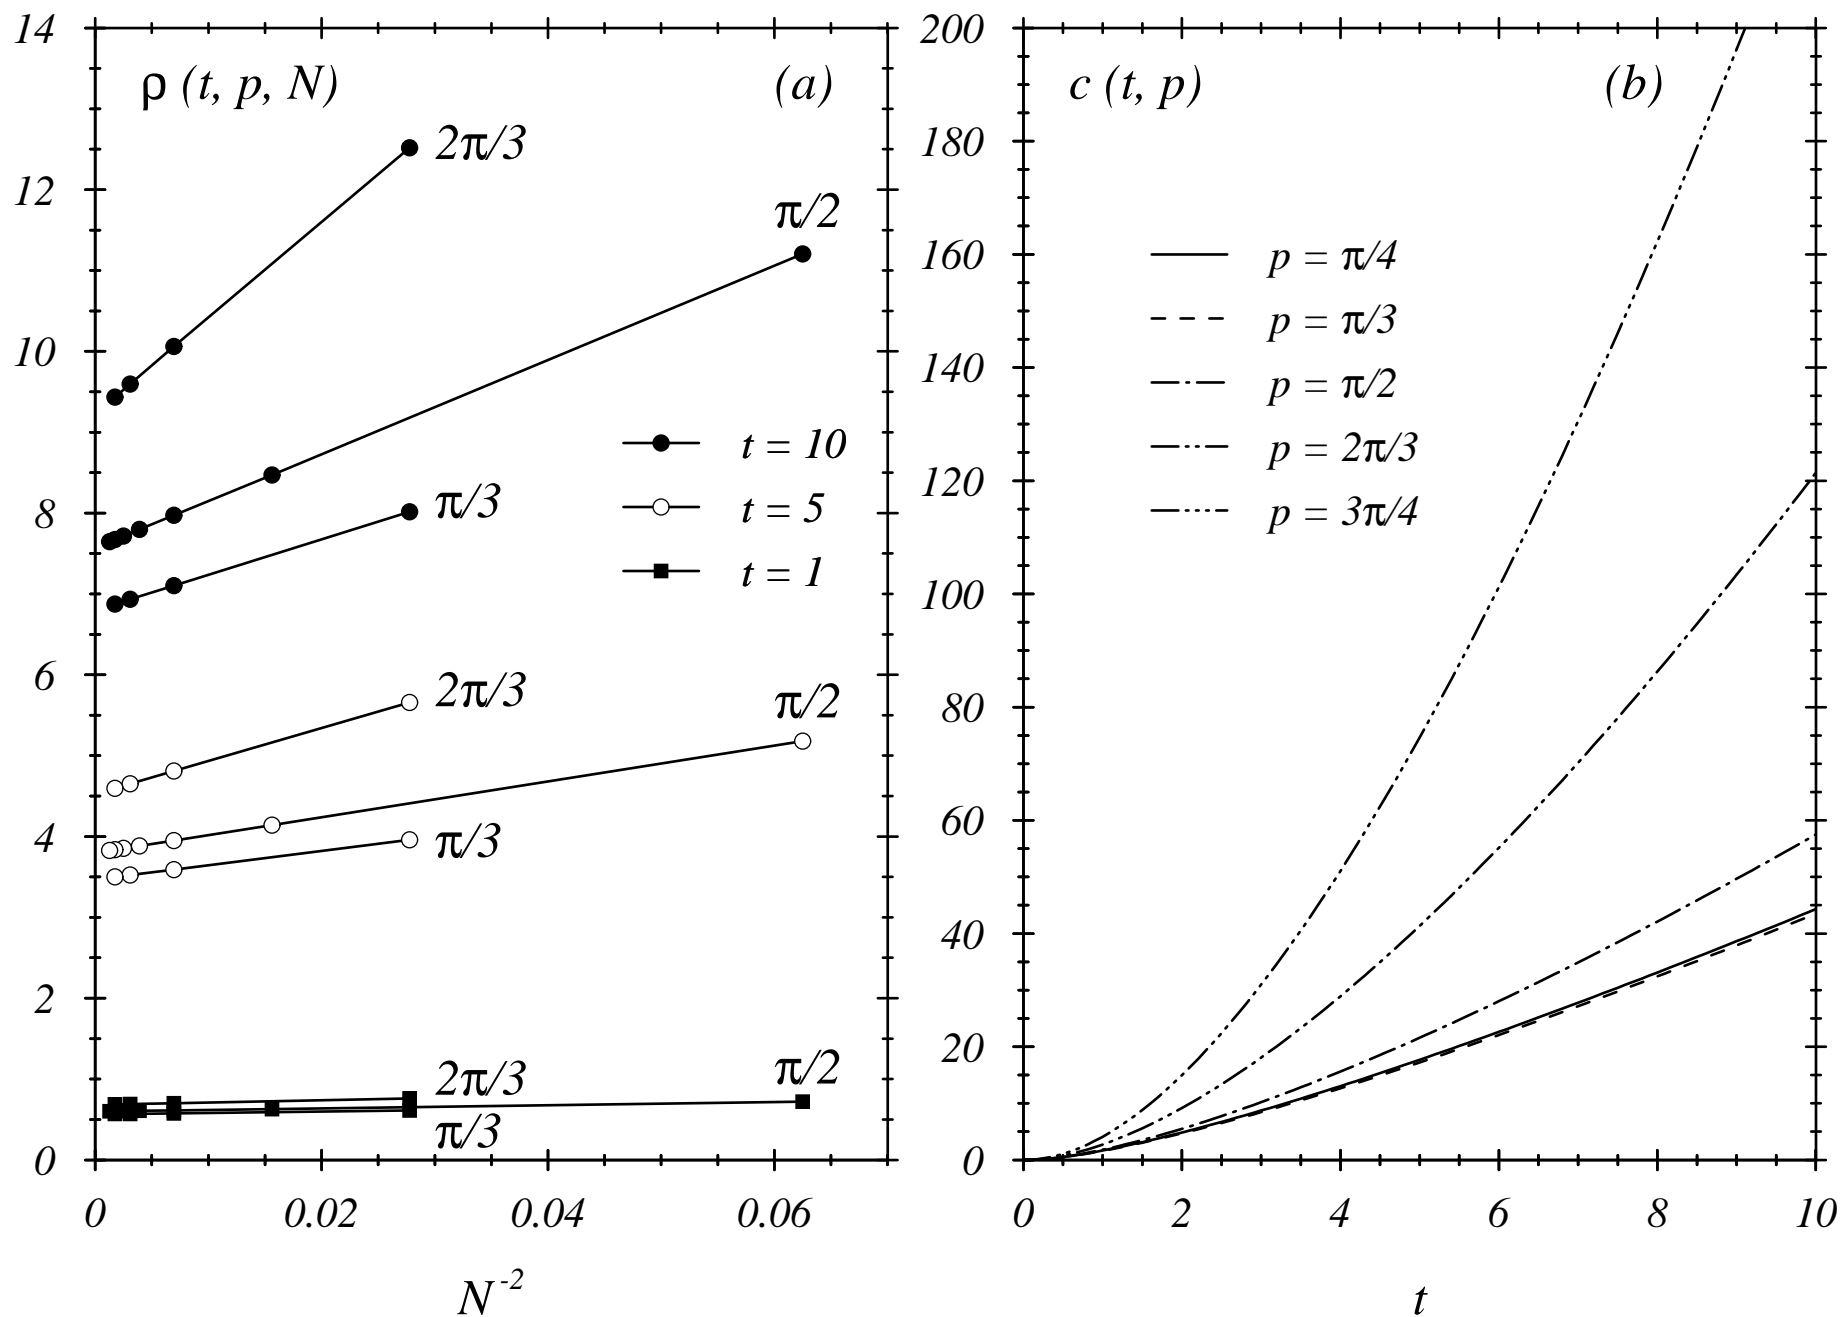 ρ (t, p, N)
(a)
14
12
10
8
6
4
2
0
2π/3
π/2
π/3
t = 10
t = 5
t = 1
2π/3
π/2
π/3
2π/3
π/2
π/3
0
0.02
0.04
0.06
N⁻²
c (t, p)
(b)
200
180
160
140
120
100
80
60
40
20
0
p = π/4
p = π/3
p = π/2
p = 2π/3
p = 3π/4
0
2
4
6
8
10
t